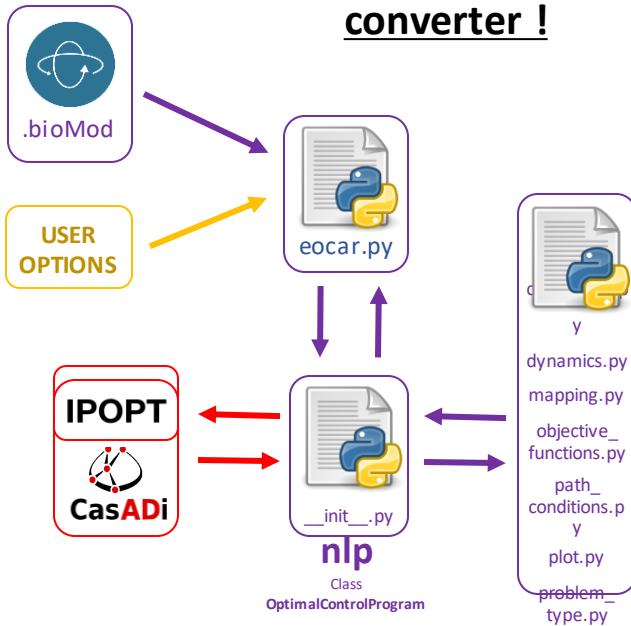 converter !
.bioMod
USER
OPTIONS
eocar.py
IPOPT
CasADi
__init__.py
nlp
Class
OptimalControlProgram
y
dynamics.py
mapping.py
objective_
functions.py
path_
conditions.p
y
plot.py
problem_
type.py